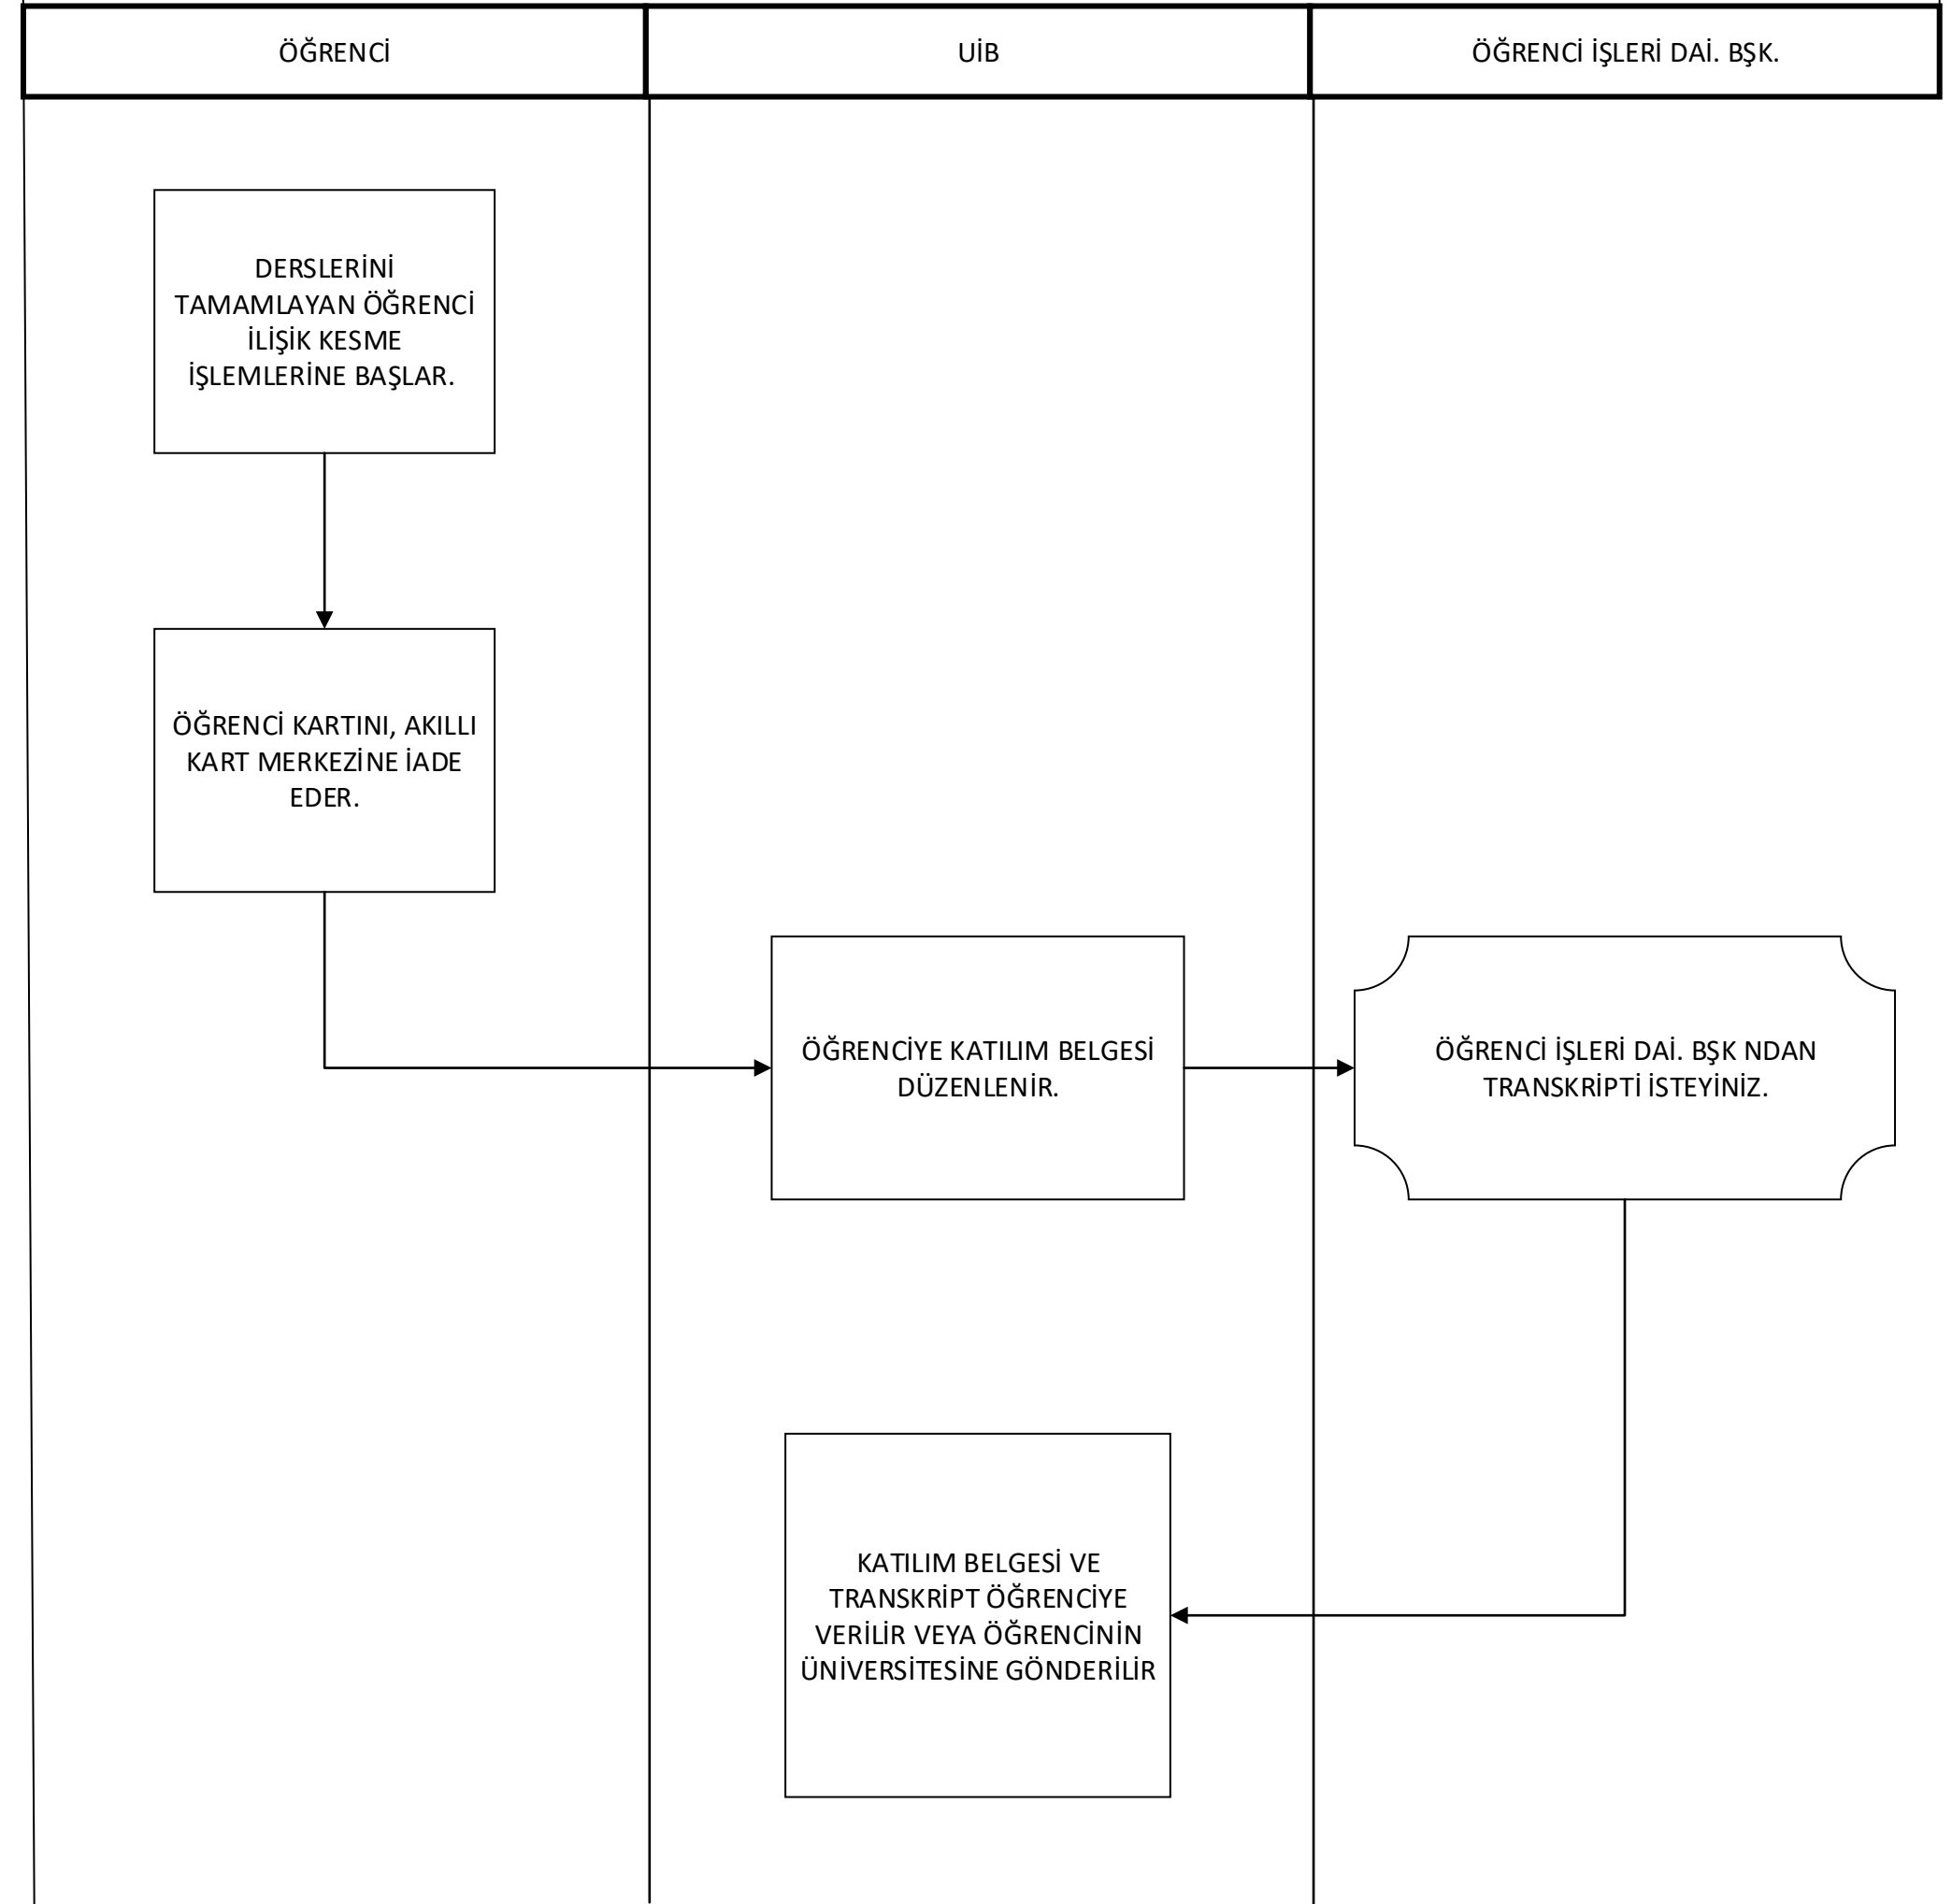 ÖĞRENCİ
UİB
ÖĞRENCİ İŞLERİ DAİ. BŞK.
DERSLERİNİ
TAMAMLAYAN ÖĞRENCİ
İLİŞİK KESME
İŞLEMLERİNE BAŞLAR.
ÖĞRENCİ KARTINI, AKILLI
KART MERKEZİNE İADE
EDER.
ÖĞRENCİYE KATILIM BELGESİ
DÜZENLENİR.
ÖĞRENCİ İŞLERİ DAİ. BŞK NDAN
TRANSKRİPTİ İSTEYİNİZ.
KATILIM BELGESİ VE
TRANSKRİPT ÖĞRENCİYE
VERİLİR VEYA ÖĞRENCİNİN
ÜNİVERSİTESİNE GÖNDERİLİR